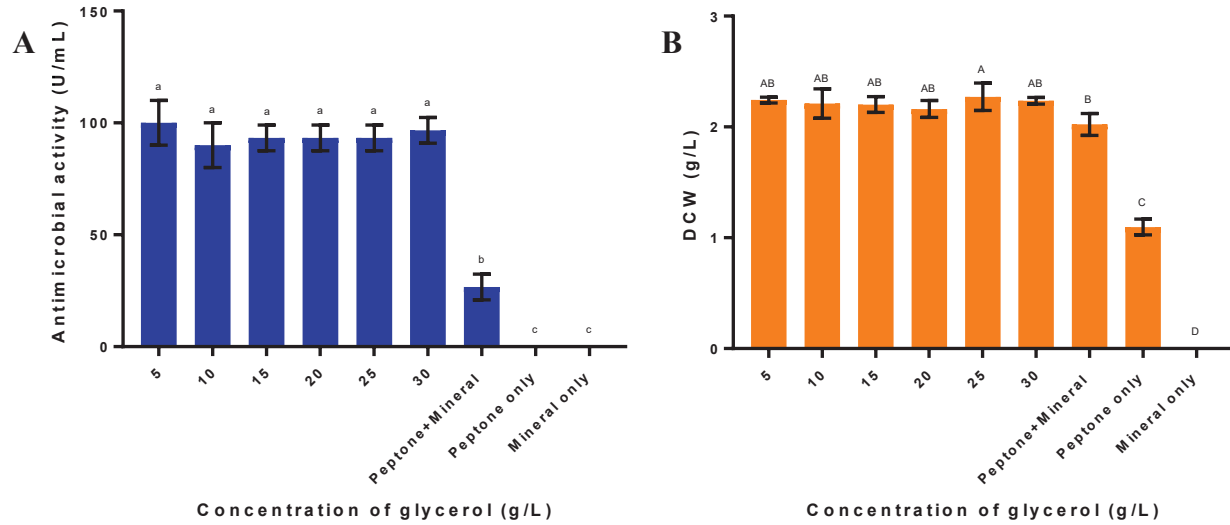 A
Antimicrobial activity (U/mL)
150
100
50
0
a
a
a
a
a
a
b
c
c
5
10
15
20
25
30
Peptone+Mineral
Peptone only
Mineral only
Concentration of glycerol (g/L)
B
DCW (g/L)
3
2
1
0
AB
AB
AB
AB
A
AB
B
C
D
5
10
15
20
25
30
Peptone+Mineral
Peptone only
Mineral only
Concentration of glycerol (g/L)